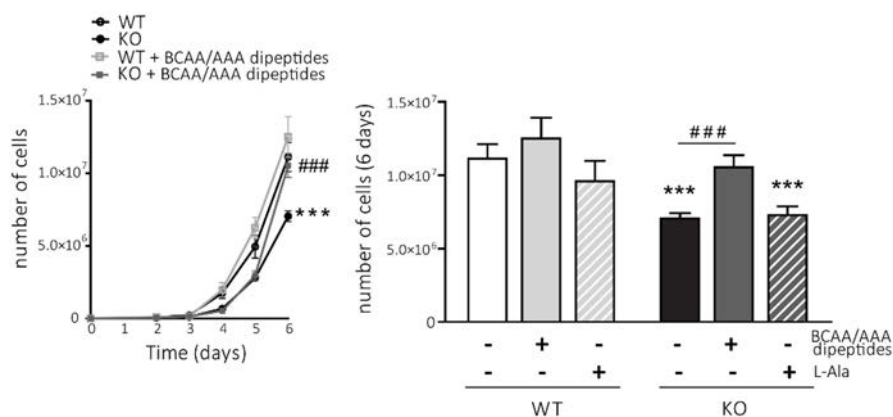 WT
KO
WT + BCAA/AAA dipeptides
KO + BCAA/AAA dipeptides
number of cells
1.5×10⁷
1.0×10⁷
5.0×10⁶
0
0 1 2 3 4 5 6
Time (days)
###
***
number of cells (6 days)
1.5×10⁷
1.0×10⁷
5.0×10⁶
0
###
*** ***
- + - - + - BCAA/AAA
dipeptides
- - + - - + L-Ala
WT KO